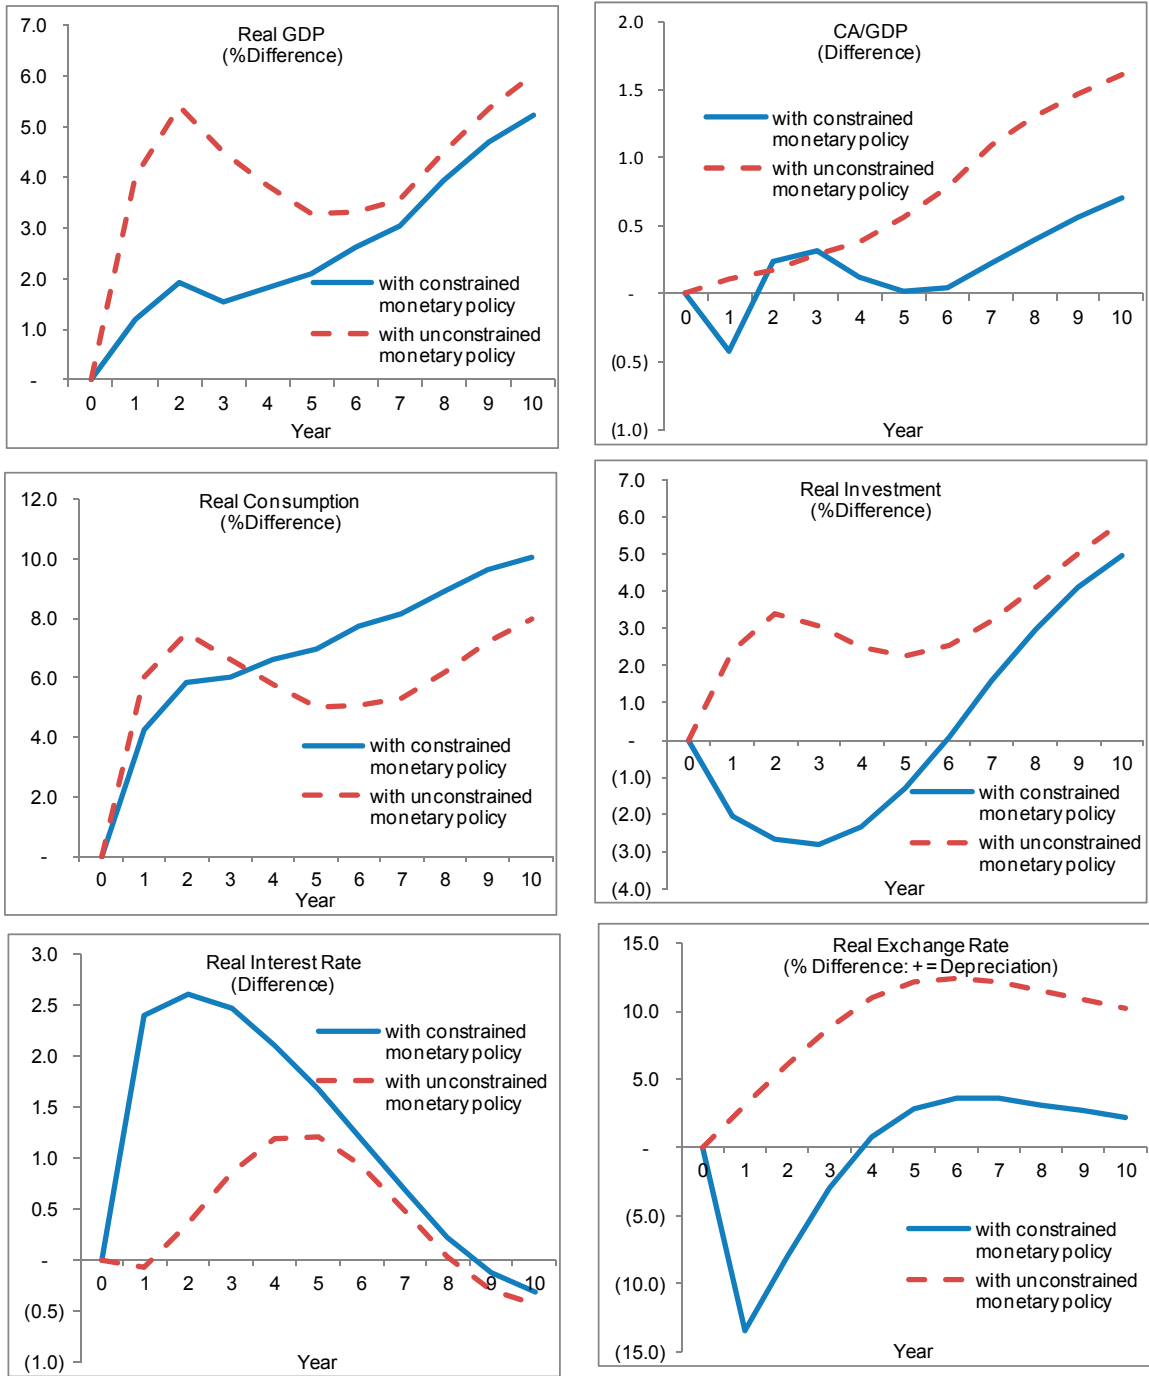 Real GDP
(%Difference)
7.0
6.0
5.0
4.0
3.0
2.0
1.0
-
with constrained
monetary policy
with unconstrained
monetary policy
0 1 2 3 4 5 6 7 8 9 10
Year
CA/GDP
(Difference)
2.0
1.5
1.0
0.5
-
(0.5)
(1.0)
with constrained
monetary policy
with unconstrained
monetary policy
0 1 2 3 4 5 6 7 8 9 10
Year
Real Consumption
(%Difference)
12.0
10.0
8.0
6.0
4.0
2.0
-
with constrained
monetary policy
with unconstrained
monetary policy
0 1 2 3 4 5 6 7 8 9 10
Year
Real Investment
(%Difference)
7.0
6.0
5.0
4.0
3.0
2.0
1.0
-
(1.0)
(2.0)
(3.0)
(4.0)
0 1 2 3 4 5 6 7 8 9 10
with constrained
monetary policy
with unconstrained
monetary policy
Year
Real Interest Rate
(Difference)
3.0
2.5
2.0
1.5
1.0
0.5
-
(0.5)
(1.0)
with constrained
monetary policy
with unconstrained
monetary policy
0 1 2 3 4 5 6 7 8 9 10
Year
Real Exchange Rate
(% Difference: += Depreciation)
15.0
10.0
5.0
-
(5.0)
(10.0)
(15.0)
0 1 2 3 4 5 6 7 8 9 10
with constrained
monetary policy
with unconstrained
monetary policy
Year